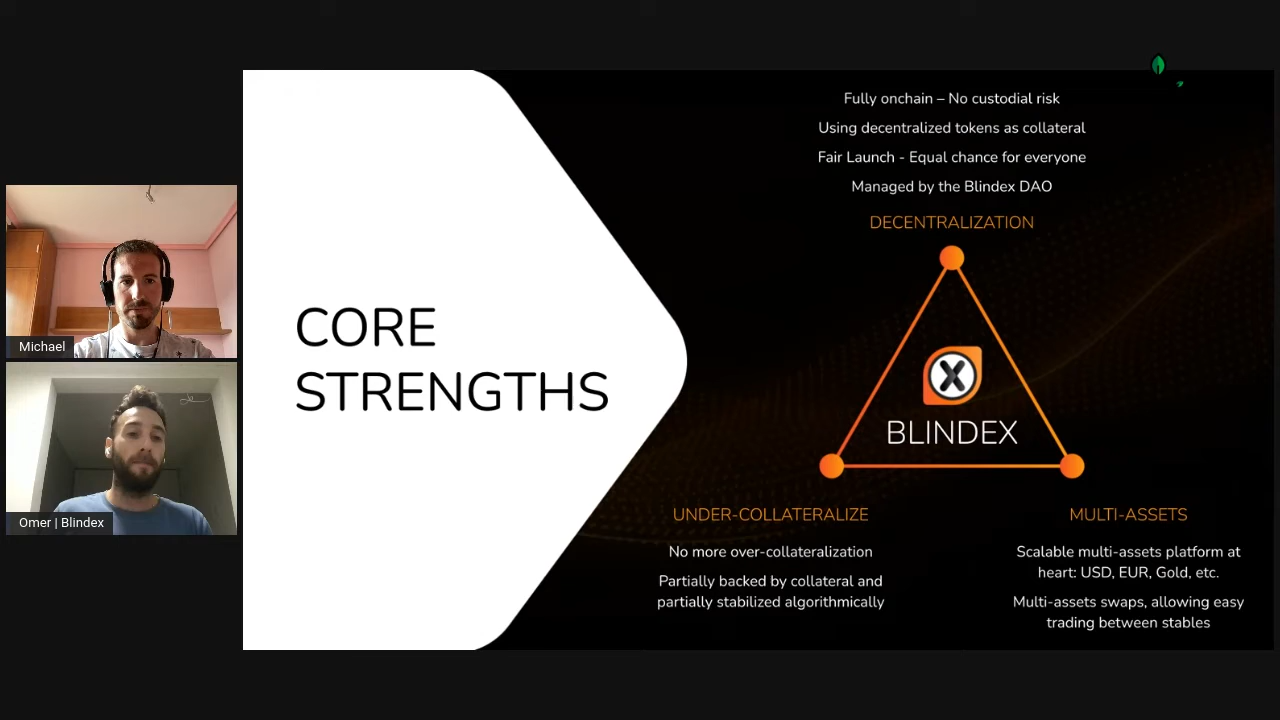 Michael
Omer | Blindex
CORE
STRENGTHS
Fully onchain – No custodial risk
Using decentralized tokens as collateral
Fair Launch - Equal chance for everyone
Managed by the Blindex DAO
DECENTRALIZATION
X
BLINDEX
UNDER-COLLATERALIZE
No more over-collateralization
Partially backed by collateral and
partially stabilized algorithmically
MULTI-ASSETS
Scalable multi-assets platform at
heart: USD, EUR, Gold, etc.
Multi-assets swaps, allowing easy
trading between stables